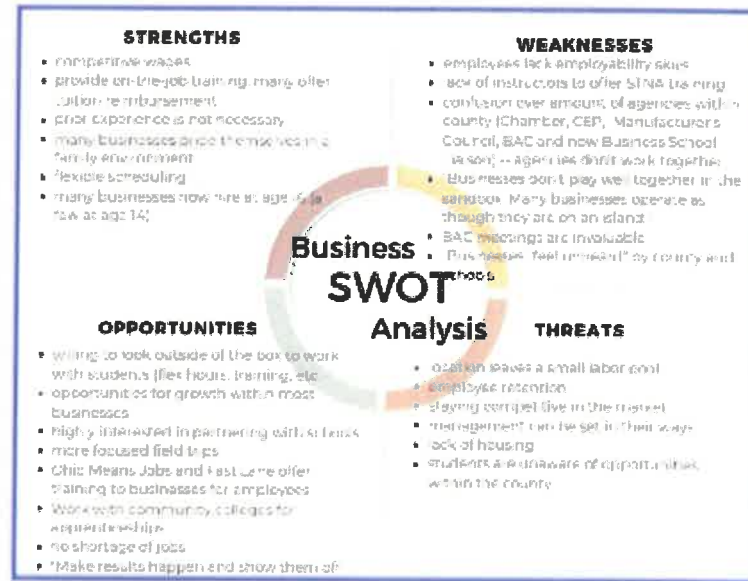 STRENGTHS
• competitive wages
• provide on-the-job training, many offer
tuition reimbursement
• prior experience is not necessary
• many businesses pride themselves in a
family environment
• flexible scheduling
• many businesses now hire at age 16 (a
few at age 14)
WEAKNESSES
• employees lack employability skills
• lack of instructors to offer STNA training
• confusion over amount of agencies within
county (Chamber, CEP, Manufacturer's
Council, BAC and now Business School
Liaison) -- agencies don't work together
• "Businesses don't play well together in the
sandbox. Many businesses operate as
though they are on an island
• BAC meetings are invaluable
• "Businesses "feel unheard" by county and
schools
Business
SWOT
Analysis
OPPORTUNITIES
• willing to look outside of the box to work
with students (flex hours, training, etc
• opportunities for growth within most
businesses
• highly interested in partnering with schools
• more focused field trips
• Ohio Means Jobs and Fast Lane offer
training to businesses for employees
• Work with community colleges for
apprenticeships
• no shortage of jobs
• "Make results happen and show them off
THREATS
• location leaves a small labor pool
• employee retention
• staying competitive in the market
• management can be set in their ways
• lack of housing
• students are unaware of opportunities
within the county